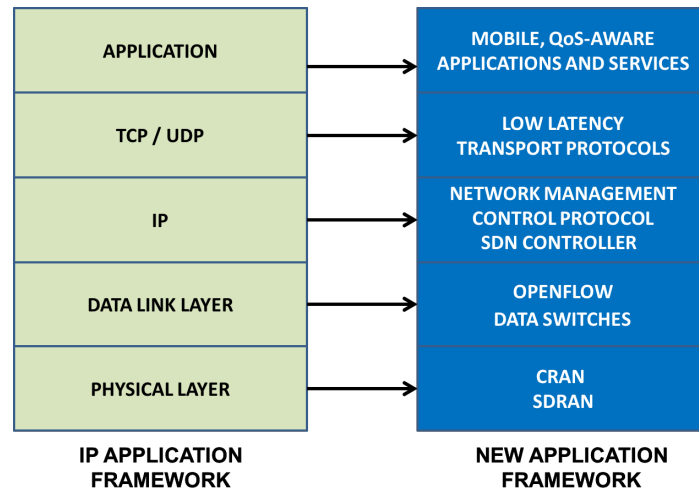 APPLICATION
MOBILE, QoS-AWARE
APPLICATIONS AND SERVICES
TCP / UDP
LOW LATENCY
TRANSPORT PROTOCOLS
IP
NETWORK MANAGEMENT
CONTROL PROTOCOL
SDN CONTROLLER
DATA LINK LAYER
OPENFLOW
DATA SWITCHES
PHYSICAL LAYER
CRAN
SDRAN
IP APPLICATION
FRAMEWORK
NEW APPLICATION
FRAMEWORK